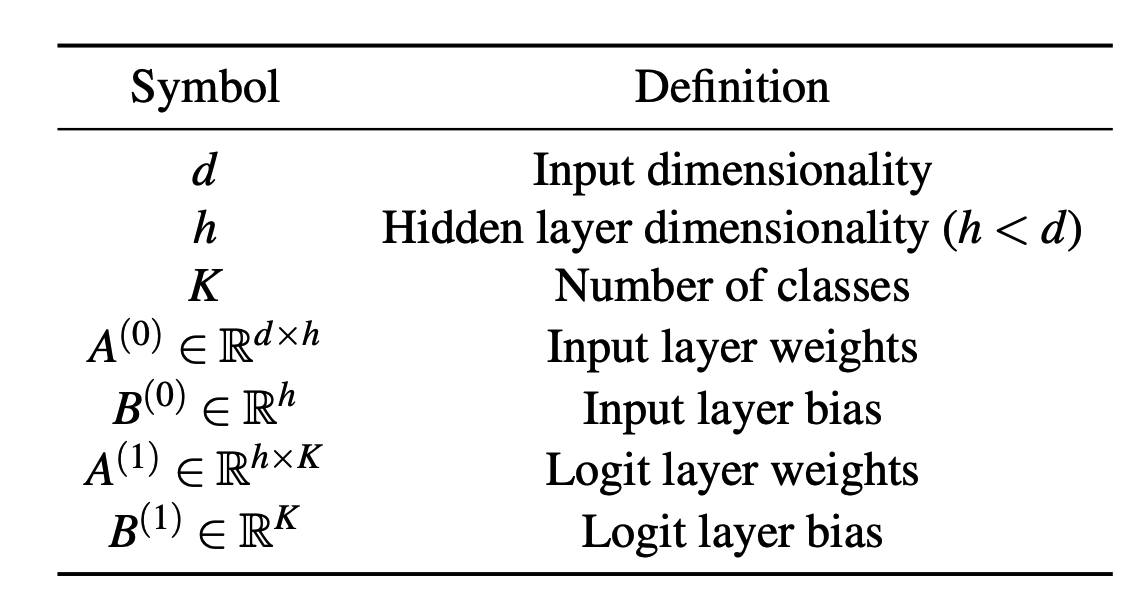 Symbol Definition
d Input dimensionality
h Hidden layer dimensionality (h < d)
K Number of classes
A^(0) ∈ ℝ^{d×h} Input layer weights
B^(0) ∈ ℝ^h Input layer bias
A^(1) ∈ ℝ^{h×K} Logit layer weights
B^(1) ∈ ℝ^K Logit layer bias